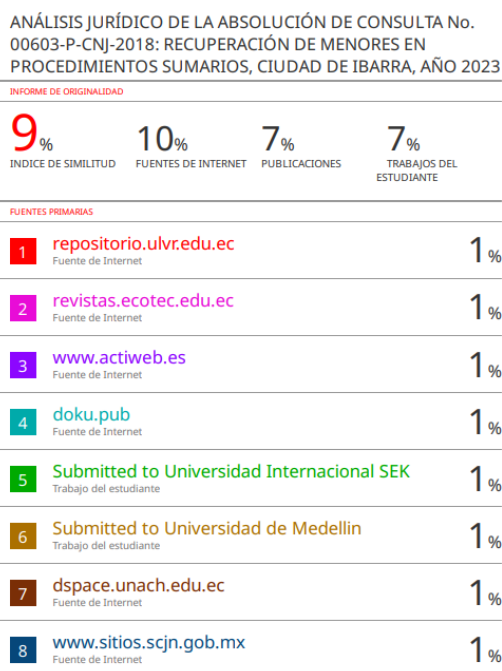 ANÁLISIS JURÍDICO DE LA ABSOLUCIÓN DE CONSULTA No.
00603-P-CNJ-2018: RECUPERACIÓN DE MENORES EN
PROCEDIMIENTOS SUMARIOS, CIUDAD DE IBARRA, AÑO 2023
INFORME DE ORIGINALIDAD
9% 10% 7% 7%
INDICE DE SIMILITUD FUENTES DE INTERNET PUBLICACIONES TRABAJOS DEL
ESTUDIANTE
FUENTES PRIMARIAS
1 repositorio.ulvr.edu.ec 1%
Fuente de Internet
2 revistas.ecotec.edu.ec 1%
Fuente de Internet
3 www.actiweb.es 1%
Fuente de Internet
4 doku.pub 1%
Fuente de Internet
5 Submitted to Universidad Internacional SEK 1%
Trabajo del estudiante
6 Submitted to Universidad de Medellin 1%
Trabajo del estudiante
7 dspace.unach.edu.ec 1%
Fuente de Internet
8 www.sitios.scjn.gob.mx 1%
Fuente de Internet